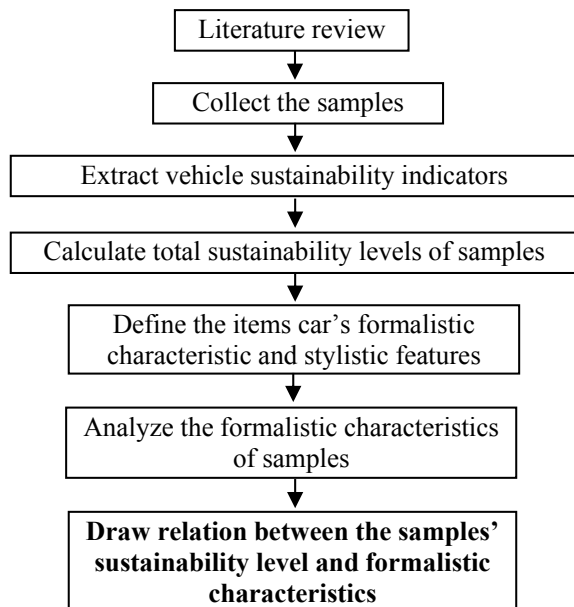 Literature review
Collect the samples
Extract vehicle sustainability indicators
Calculate total sustainability levels of samples
Define the items car's formalistic
characteristic and stylistic features
Analyze the formalistic characteristics
of samples
Draw relation between the samples’
sustainability level and formalistic
characteristics